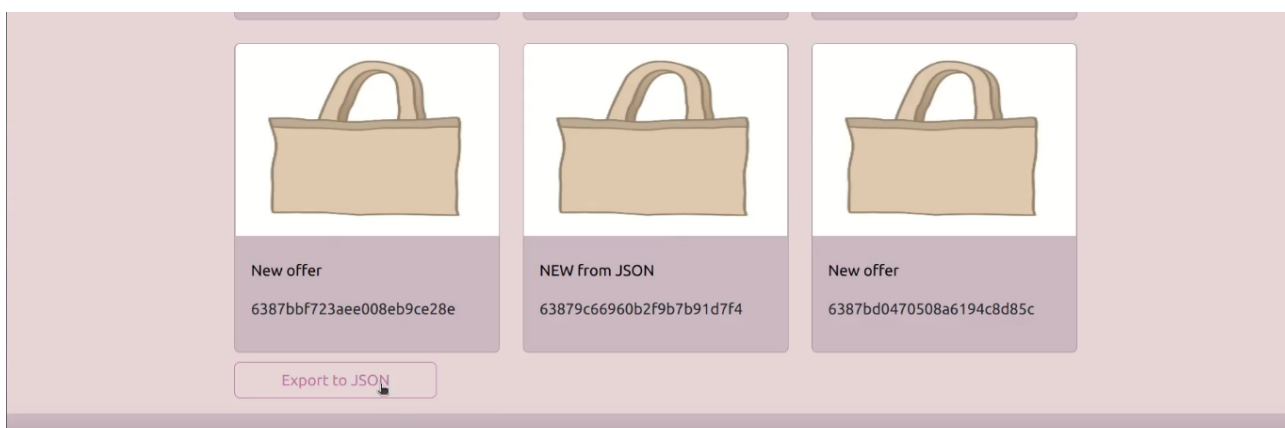 New offer
6387bbf723aee008eb9ce28e
NEW from JSON
63879c66960b2f9b7b91d7f4
New offer
6387bd0470508a6194c8d85c
Export to JSON